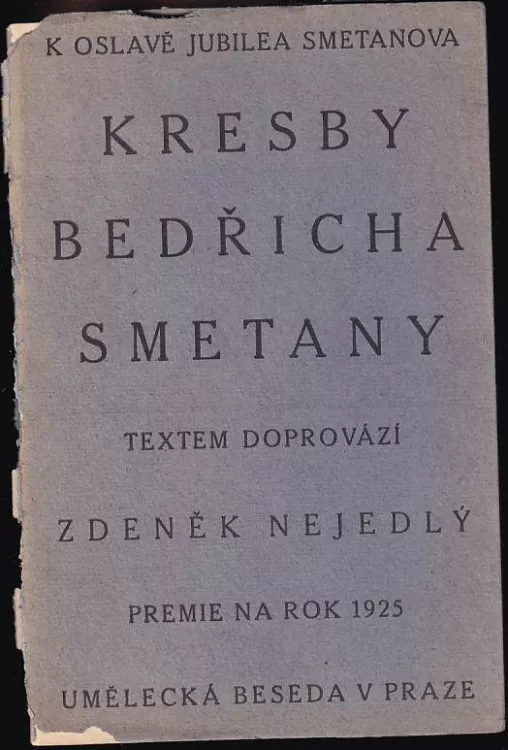 K OSLAVĚ JUBILEA SMETANOVA
KRESBY
BEDŘICHA
SMETANY
TEXTEM DOPROVÁZÍ
ZDENĚK NEJEDLÝ
PREMIE NA ROK 1925
UMĚLECKÁ BESEDA V PRAZE